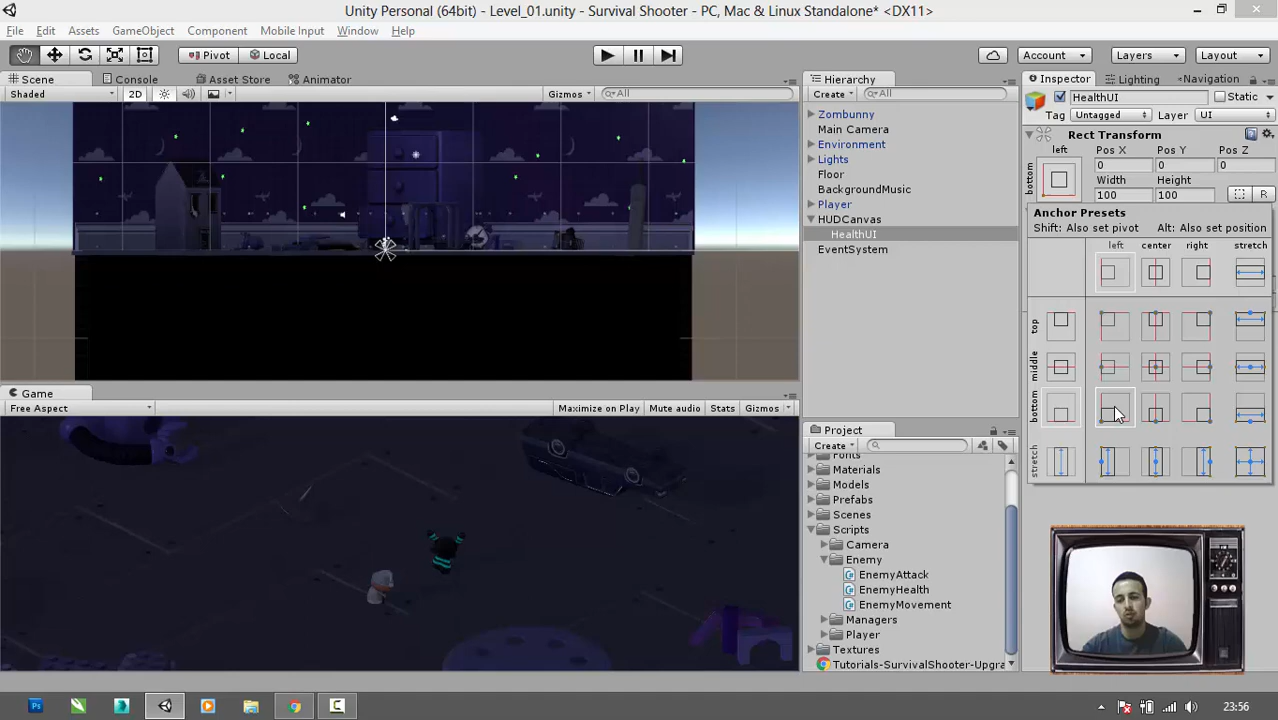 Unity Personal (64bit) - Level_01.unity - Survival Shooter - PC, Mac & Linux Standalone* <DX11>
File Edit Assets GameObject Component Mobile Input Window Help
Pivot Local Account Layers Layout
Scene Console Asset Store Animator
Shaded 2D Gizmos All
Hierarchy
Create All
Zombunny
Main Camera
Environment
Lights
Floor
BackgroundMusic
Player
HUDCanvas
HealthUI
EventSystem
Inspector Lighting Navigation
HealthUI Static
Tag Untagged Layer UI
Rect Transform
left Pos X Pos Y Pos Z
bottom 0 0 0
Width Height
100 100 R
Anchor Presets
Shift: Also set pivot Alt: Also set position
left center right stretch
top
middle
bottom
stretch
Game
Free Aspect Maximize on Play Mute audio Stats Gizmos
Project
Create
Fonts
Materials
Models
Prefabs
Scenes
Scripts
Camera
Enemy
EnemyAttack
EnemyHealth
EnemyMovement
Managers
Player
Textures
Tutorials-SurvivalShooter-Upgra
23:56